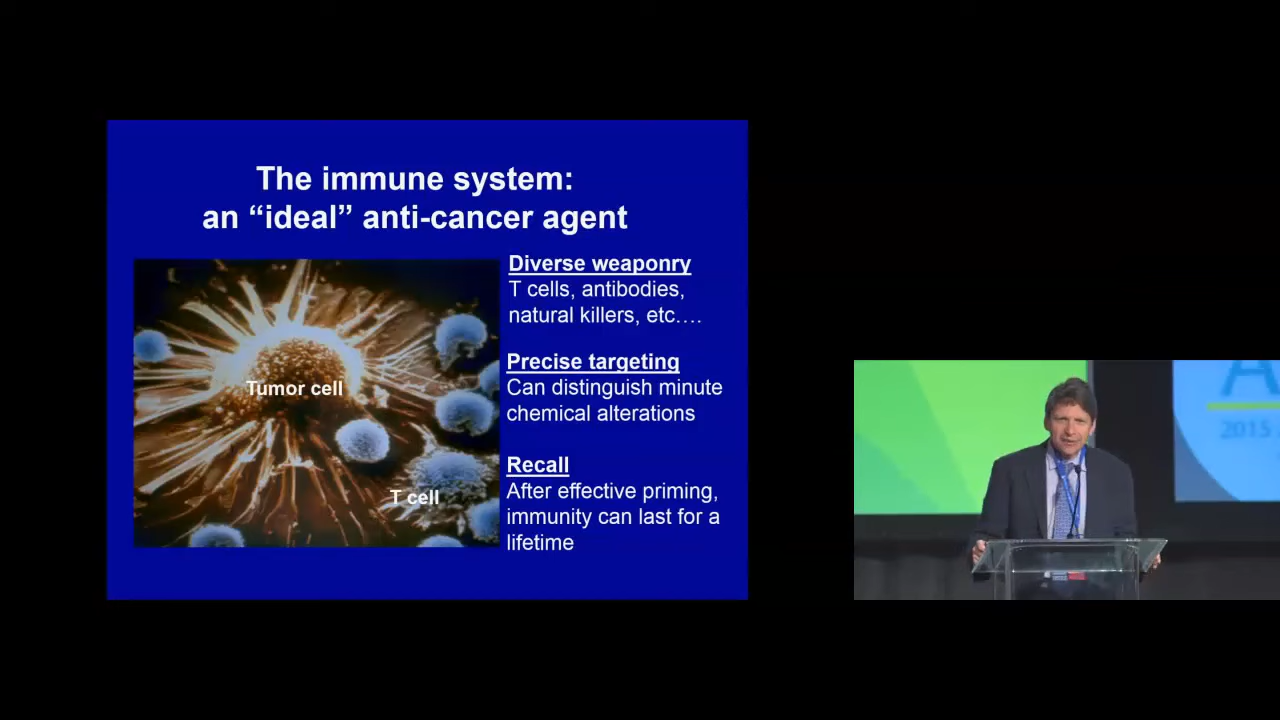 The immune system:
an “ideal” anti-cancer agent
Diverse weaponry
T cells, antibodies,
natural killers, etc….
Precise targeting
Can distinguish minute
chemical alterations
Recall
After effective priming,
immunity can last for a
lifetime
Tumor cell
T cell
2015